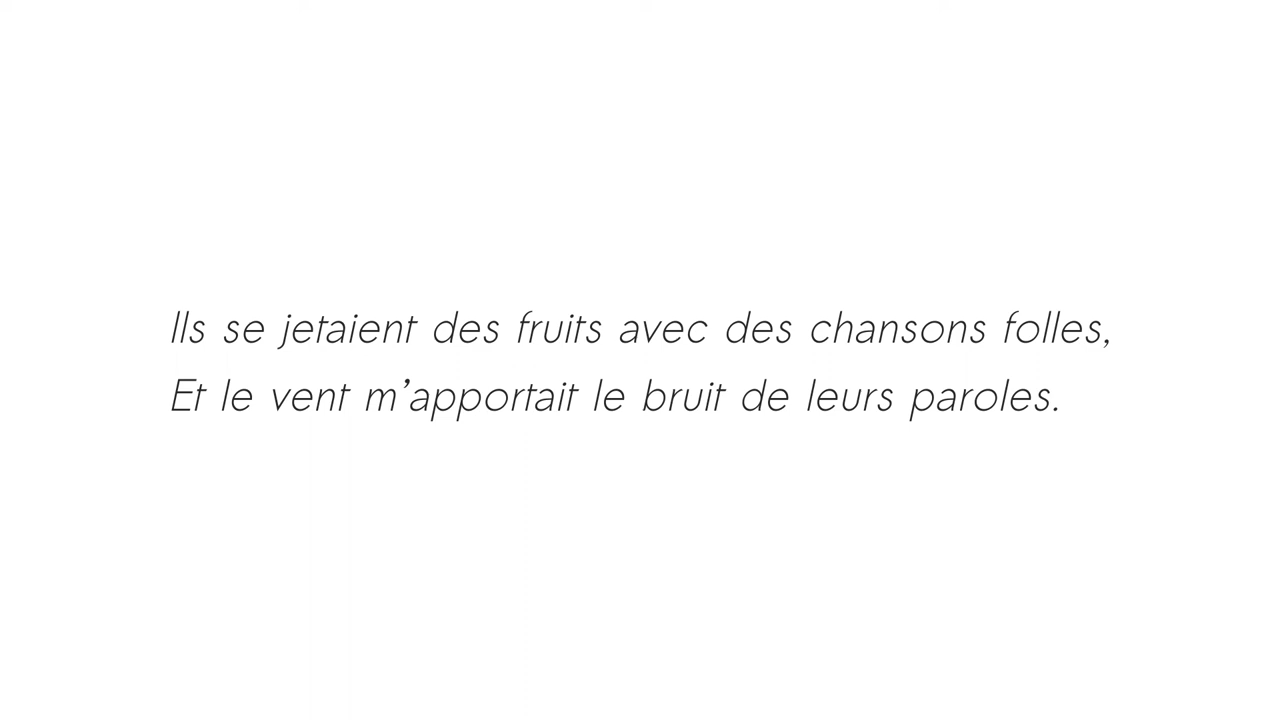 Ils se jetaient des fruits avec des chansons folles,
Et le vent m’apportait le bruit de leurs paroles.